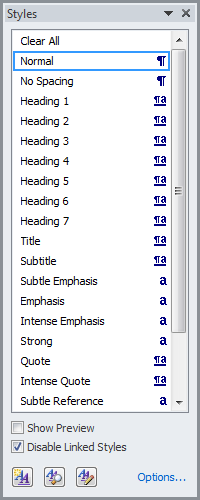 Styles
Clear All
Normal ¶
No Spacing ¶
Heading 1 ¶a
Heading 2 ¶a
Heading 3 ¶a
Heading 4 ¶a
Heading 5 ¶a
Heading 6 ¶a
Heading 7 ¶a
Title ¶a
Subtitle ¶a
Subtle Emphasis a
Emphasis a
Intense Emphasis a
Strong a
Quote ¶a
Intense Quote ¶a
Subtle Reference a
Show Preview
Disable Linked Styles
Options...